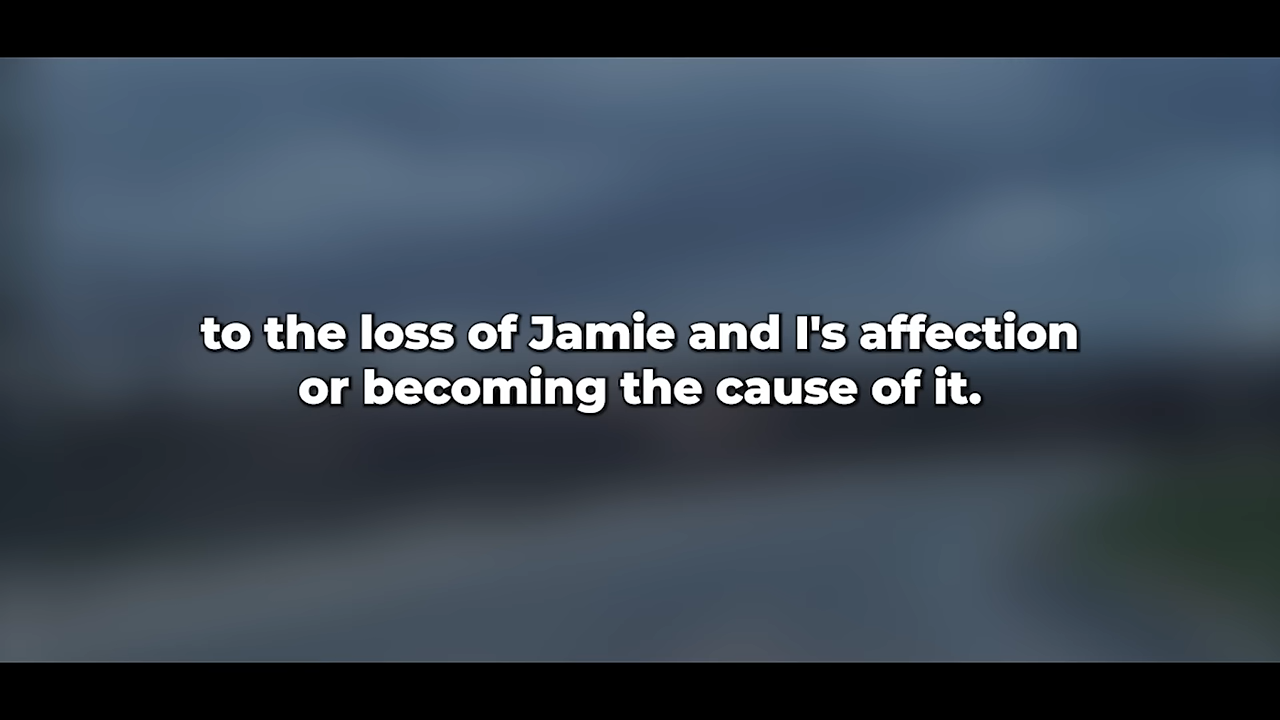 to the loss of Jamie and I's affection
or becoming the cause of it.